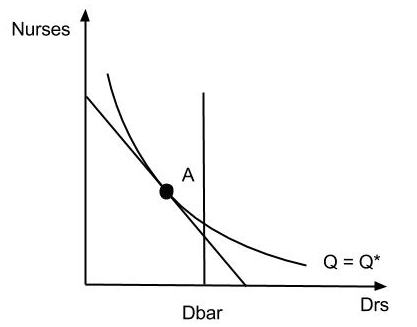 Nurses
A
Q = Q*
Dbar
Drs